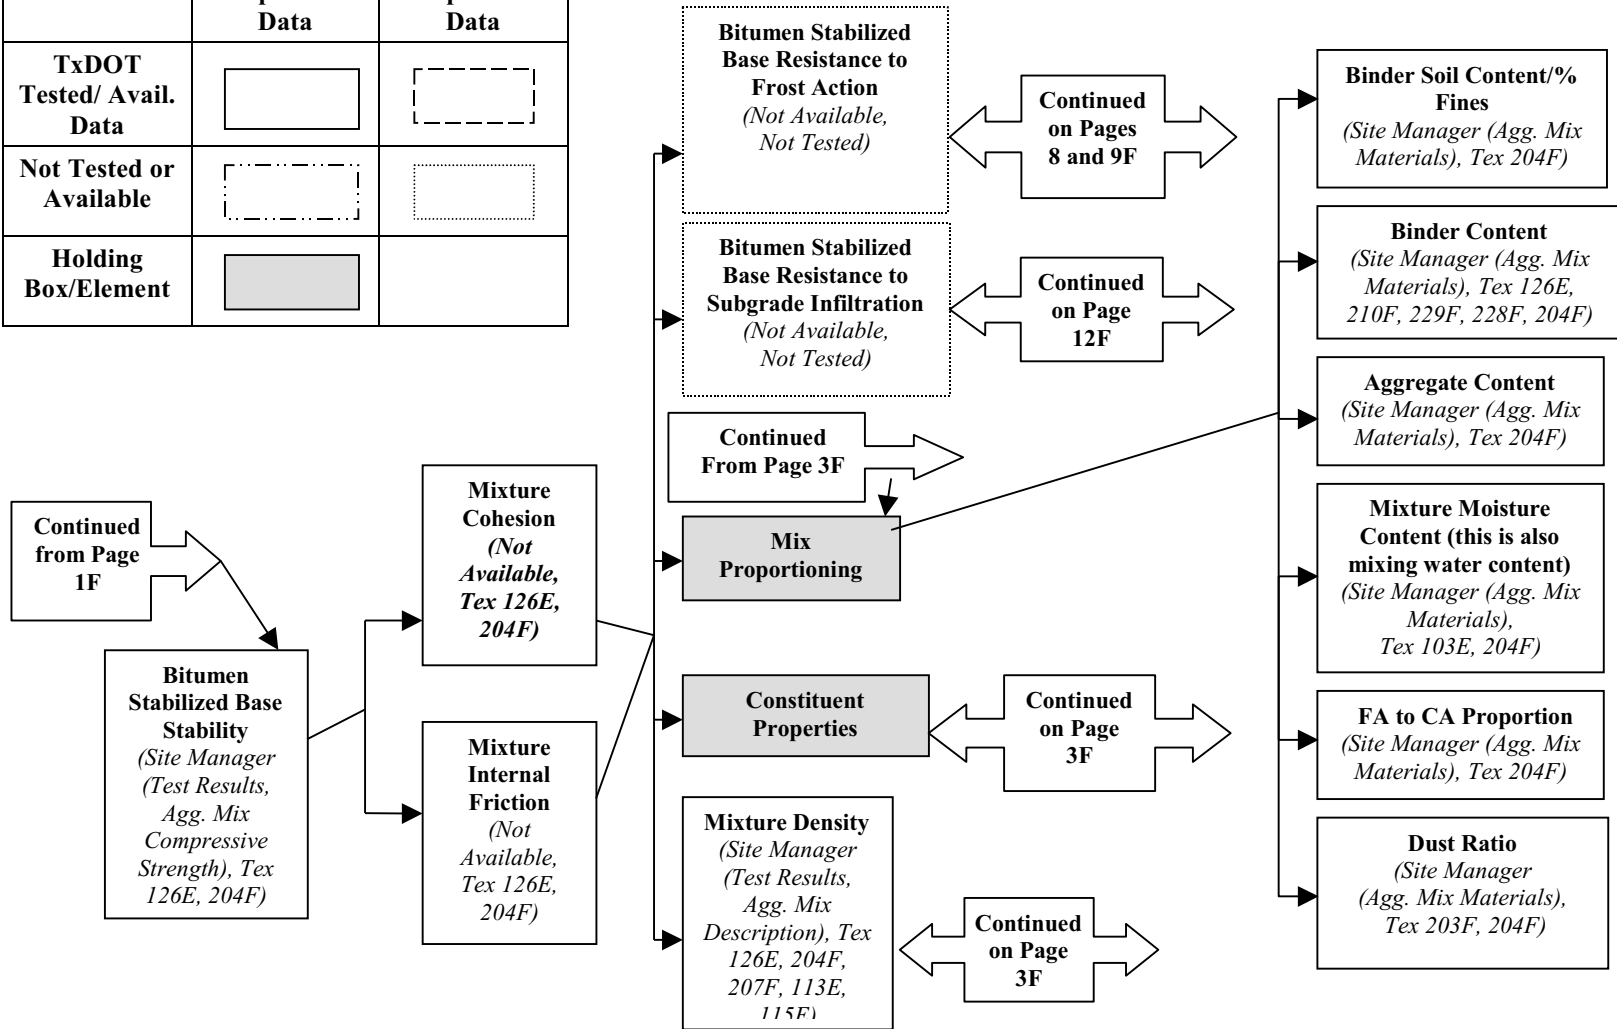 Data
Data
TxDOT
Tested/ Avail.
Data
Not Tested or
Available
Holding
Box/Element
Continued
from Page
1F
Bitumen
Stabilized Base
Stability
(Site Manager
(Test Results,
Agg. Mix
Compressive
Strength), Tex
126E, 204F)
Mixture
Cohesion
(Not
Available,
Tex 126E,
204F)
Mixture
Internal
Friction
(Not
Available,
Tex 126E,
204F)
Bitumen Stabilized
Base Resistance to
Frost Action
(Not Available,
Not Tested)
Continued
on Pages
8 and 9F
Bitumen Stabilized
Base Resistance to
Subgrade Infiltration
(Not Available,
Not Tested)
Continued
on Page
12F
Continued
From Page 3F
Mix
Proportioning
Constituent
Properties
Continued
on Page
3F
Mixture Density
(Site Manager
(Test Results,
Agg. Mix
Description), Tex
126E, 204F,
207F, 113E,
115F)
Continued
on Page
3F
Binder Soil Content/%
Fines
(Site Manager (Agg. Mix
Materials), Tex 204F)
Binder Content
(Site Manager (Agg. Mix
Materials), Tex 126E,
210F, 229F, 228F, 204F)
Aggregate Content
(Site Manager (Agg. Mix
Materials), Tex 204F)
Mixture Moisture
Content (this is also
mixing water content)
(Site Manager (Agg. Mix
Materials),
Tex 103E, 204F)
FA to CA Proportion
(Site Manager (Agg. Mix
Materials), Tex 204F)
Dust Ratio
(Site Manager
(Agg. Mix Materials),
Tex 203F, 204F)